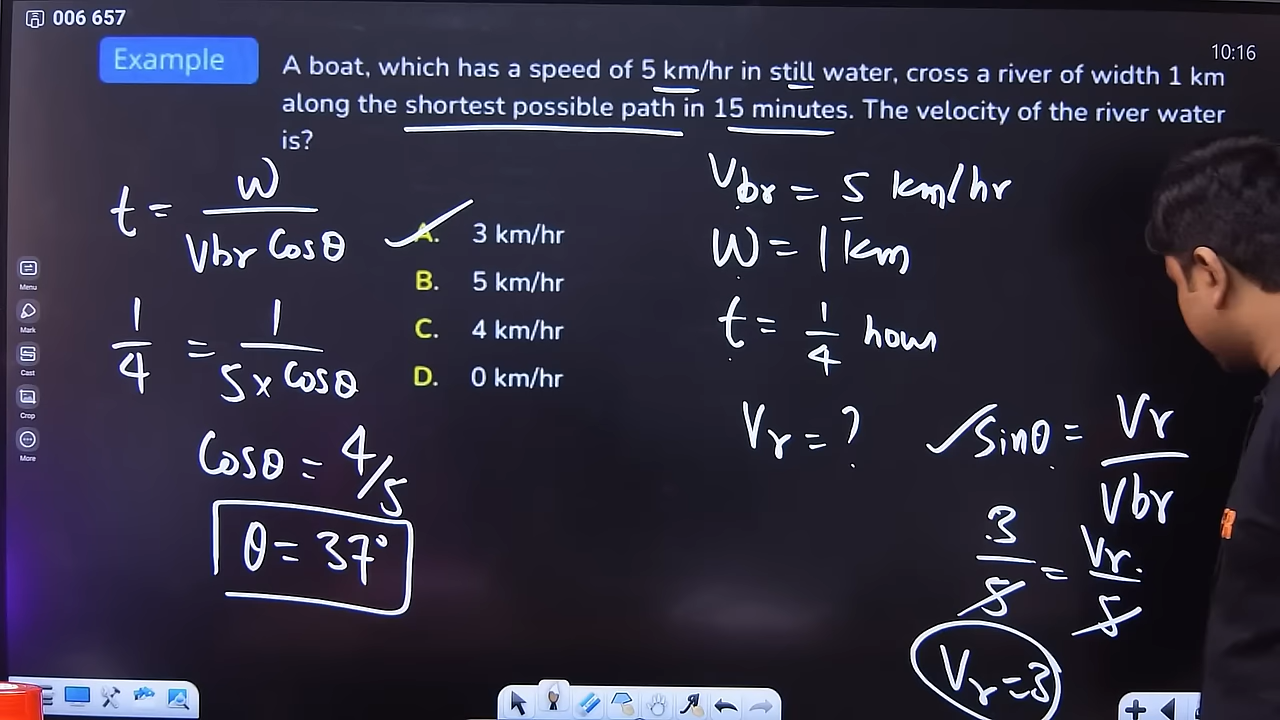 006 657
10:16
Example
A boat, which has a speed of 5 km/hr in still water, cross a river of width 1 km
along the shortest possible path in 15 minutes. The velocity of the river water
is?
t = W / Vbr Cosθ
1/4 = 1 / 5 x Cosθ
Cosθ = 4/5
θ = 37°
A. 3 km/hr
B. 5 km/hr
C. 4 km/hr
D. 0 km/hr
Vbr = 5 km/hr
W = 1 km
t = 1/4 hour
Vr = ?
Sinθ = Vr / Vbr
3/5 = Vr/5
Vr = 3
Menu
Mark
Cast
Crop
More